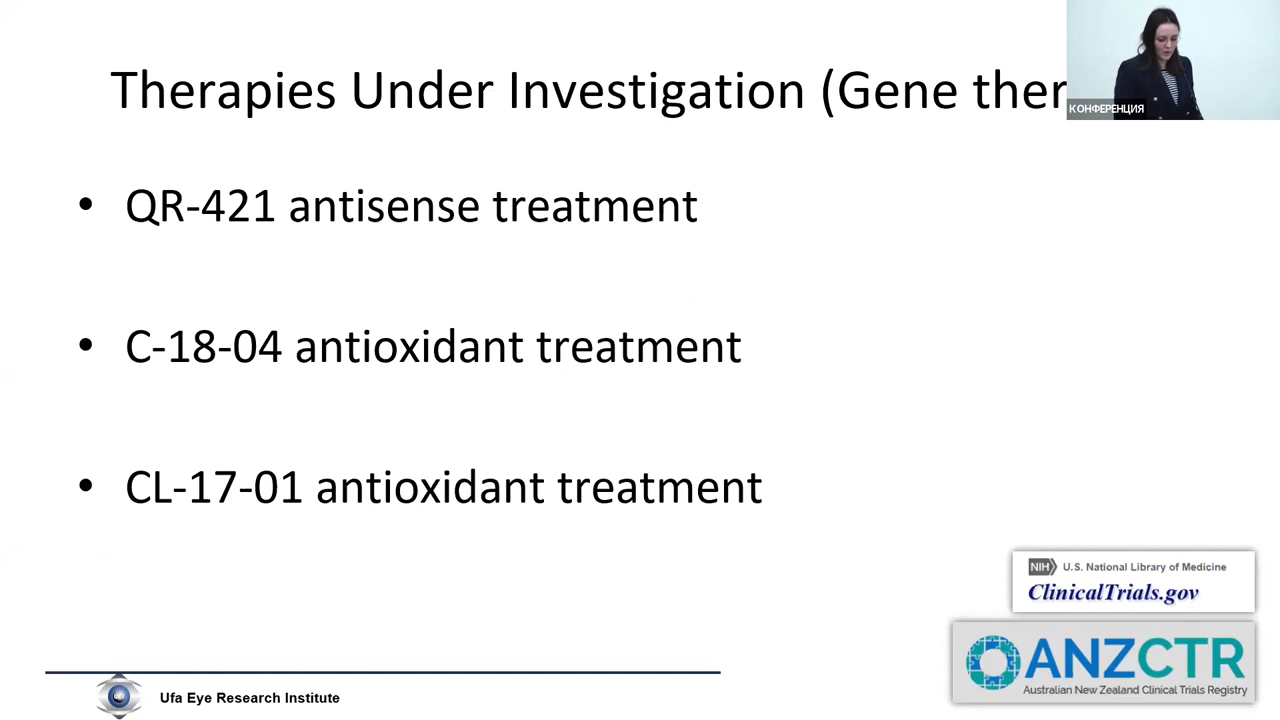 Therapies Under Investigation (Gene ther
КОНФЕРЕНЦИЯ
• QR-421 antisense treatment
• C-18-04 antioxidant treatment
• CL-17-01 antioxidant treatment
NIH U.S. National Library of Medicine
ClinicalTrials.gov
ANZCTR
Australian New Zealand Clinical Trials Registry
Ufa Eye Research Institute